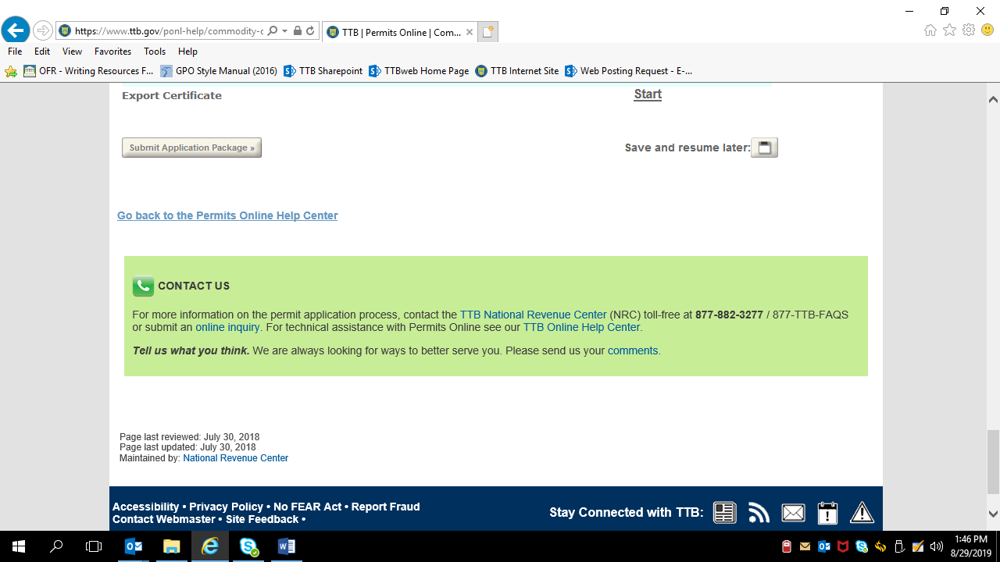 https://www.ttb.gov/ponl-help/commodity-c
TTB | Permits Online | Com...
File Edit View Favorites Tools Help
OFR - Writing Resources F... GPO Style Manual (2016) TTB Sharepoint TTBweb Home Page TTB Internet Site Web Posting Request - E-...
Export Certificate Start
Submit Application Package » Save and resume later:
Go back to the Permits Online Help Center
CONTACT US
For more information on the permit application process, contact the TTB National Revenue Center (NRC) toll-free at 877-882-3277 / 877-TTB-FAQS
or submit an online inquiry. For technical assistance with Permits Online see our TTB Online Help Center.
Tell us what you think. We are always looking for ways to better serve you. Please send us your comments.
Page last reviewed: July 30, 2018
Page last updated: July 30, 2018
Maintained by: National Revenue Center
Accessibility • Privacy Policy • No FEAR Act • Report Fraud
Contact Webmaster • Site Feedback •
Stay Connected with TTB:
1:46 PM
8/29/2019